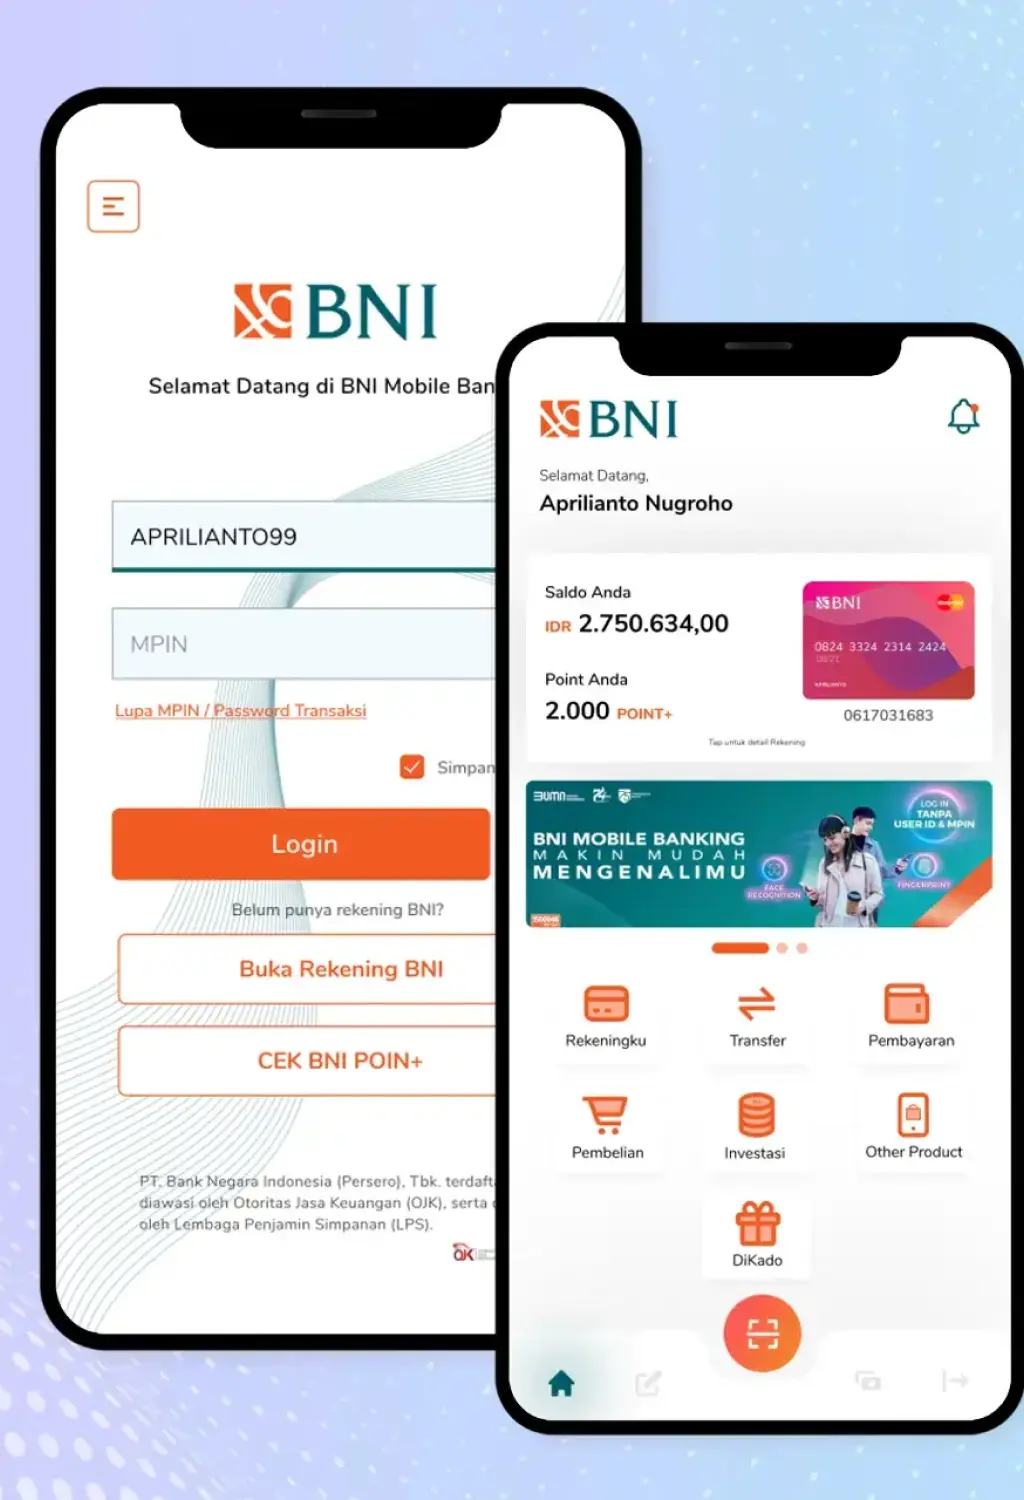 BNI
Selamat Datang di BNI Mobile Ban
APRILIANTO99
MPIN
Lupa MPIN / Password Transaksi
Simpan
Login
Belum punya rekening BNI?
Buka Rekening BNI
CEK BNI POIN+
PT. Bank Negara Indonesia (Persero), Tbk. terdaft
diawasi oleh Otoritas Jasa Keuangan (OJK), serta
oleh Lembaga Penjamin Simpanan (LPS).
BNI
Selamat Datang,
Aprilianto Nugroho
Saldo Anda
IDR 2.750.634,00
Point Anda
2.000 POINT+
BNI
0824 3324 2314 2424
APRILIANTO
0617031683
Tap untuk detail Rekening
BUMN
BNI MOBILE BANKING
MAKIN MUDAH
MENGENALIMU
LOG IN
TANPA
USER ID & MPIN
FACE
RECOGNITION
FINGERPRINT
Rekeningku
Transfer
Pembayaran
Pembelian
Investasi
Other Product
DiKado